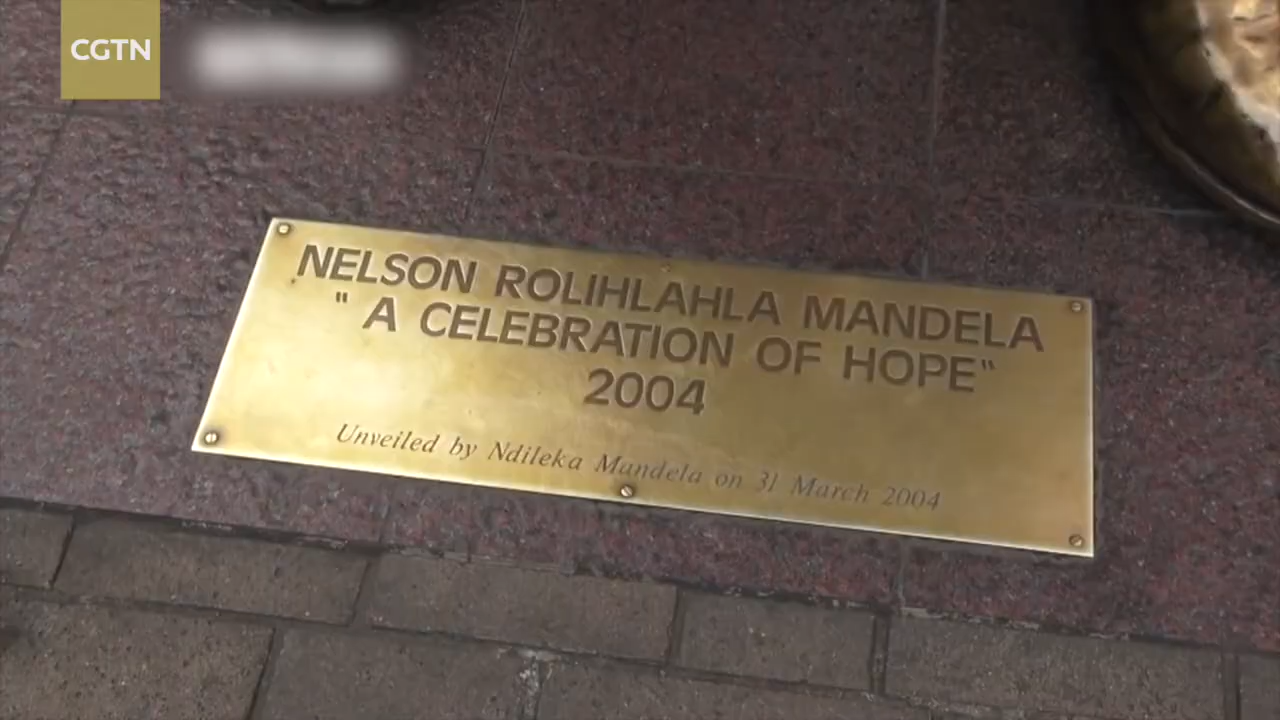 CGTN
NELSON ROLIHLAHLA MANDELA
" A CELEBRATION OF HOPE"
2004
Unveiled by Ndileka Mandela on 31 March 2004